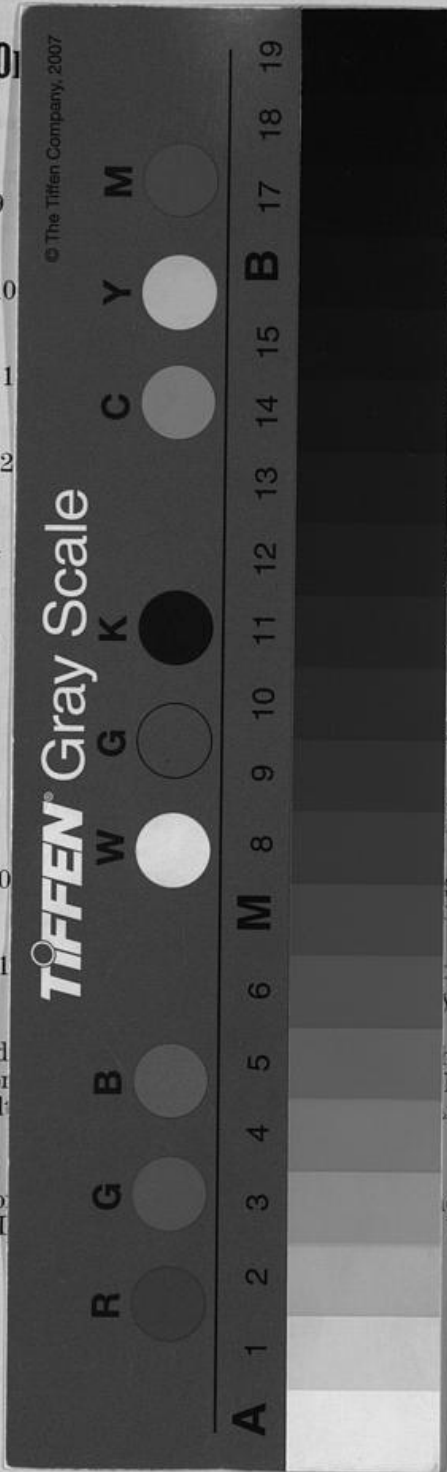 © The Tiffen Company, 2007
TIFFEN® Gray Scale
R G B W G K C Y M
A 1 2 3 4 5 6 M 8 9 10 11 12 13 14 15 B 17 18 19